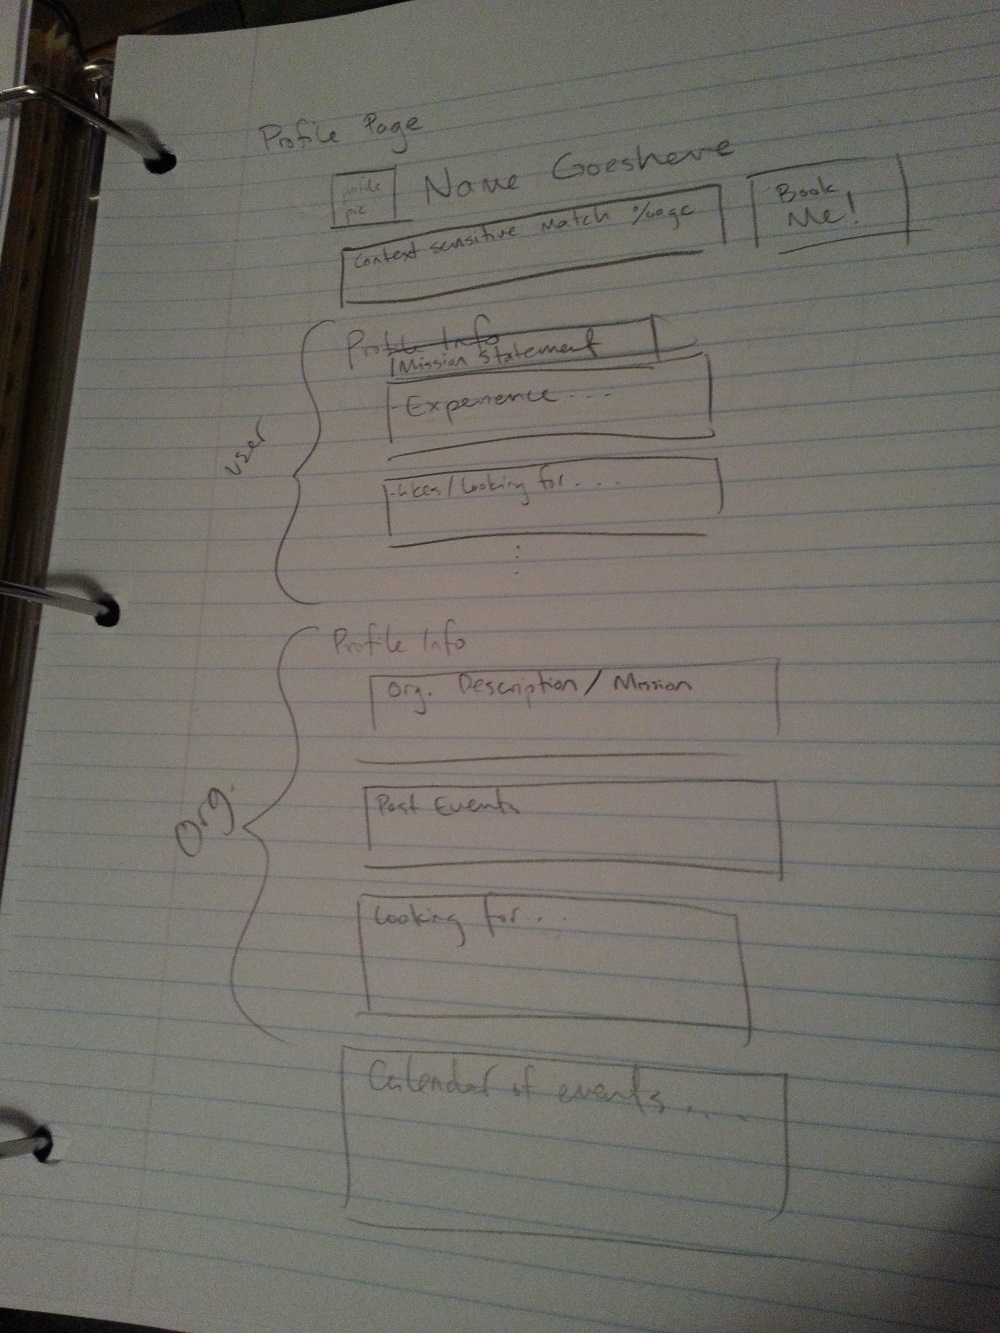 Profile Page
profile
pic
Name Goeshere
Book
Me!
Context sensitive match %age
Profile Info
Mission Statement
- Experience ...
user
- Likes / Looking for ....
Profile Info
Org. Description / Mission
Org.
Past Events
Looking for...
Calendar of events....